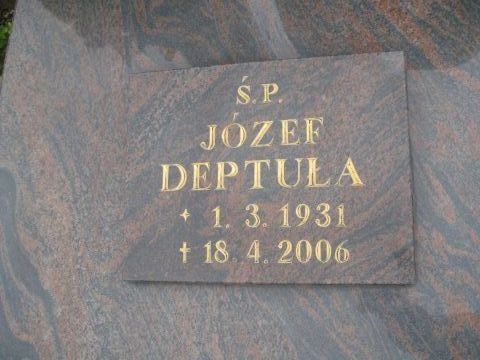 Ś.P.
JÓZEF
DEPTUŁA
✦ 1. 3. 1931
† 18. 4. 2006